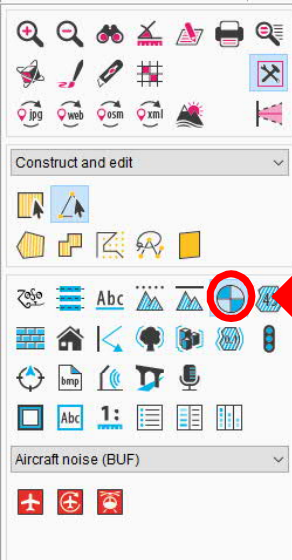 jpg web osm xml
Construct and edit
Abc
bmp
Abc 1:
Aircraft noise (BUF)